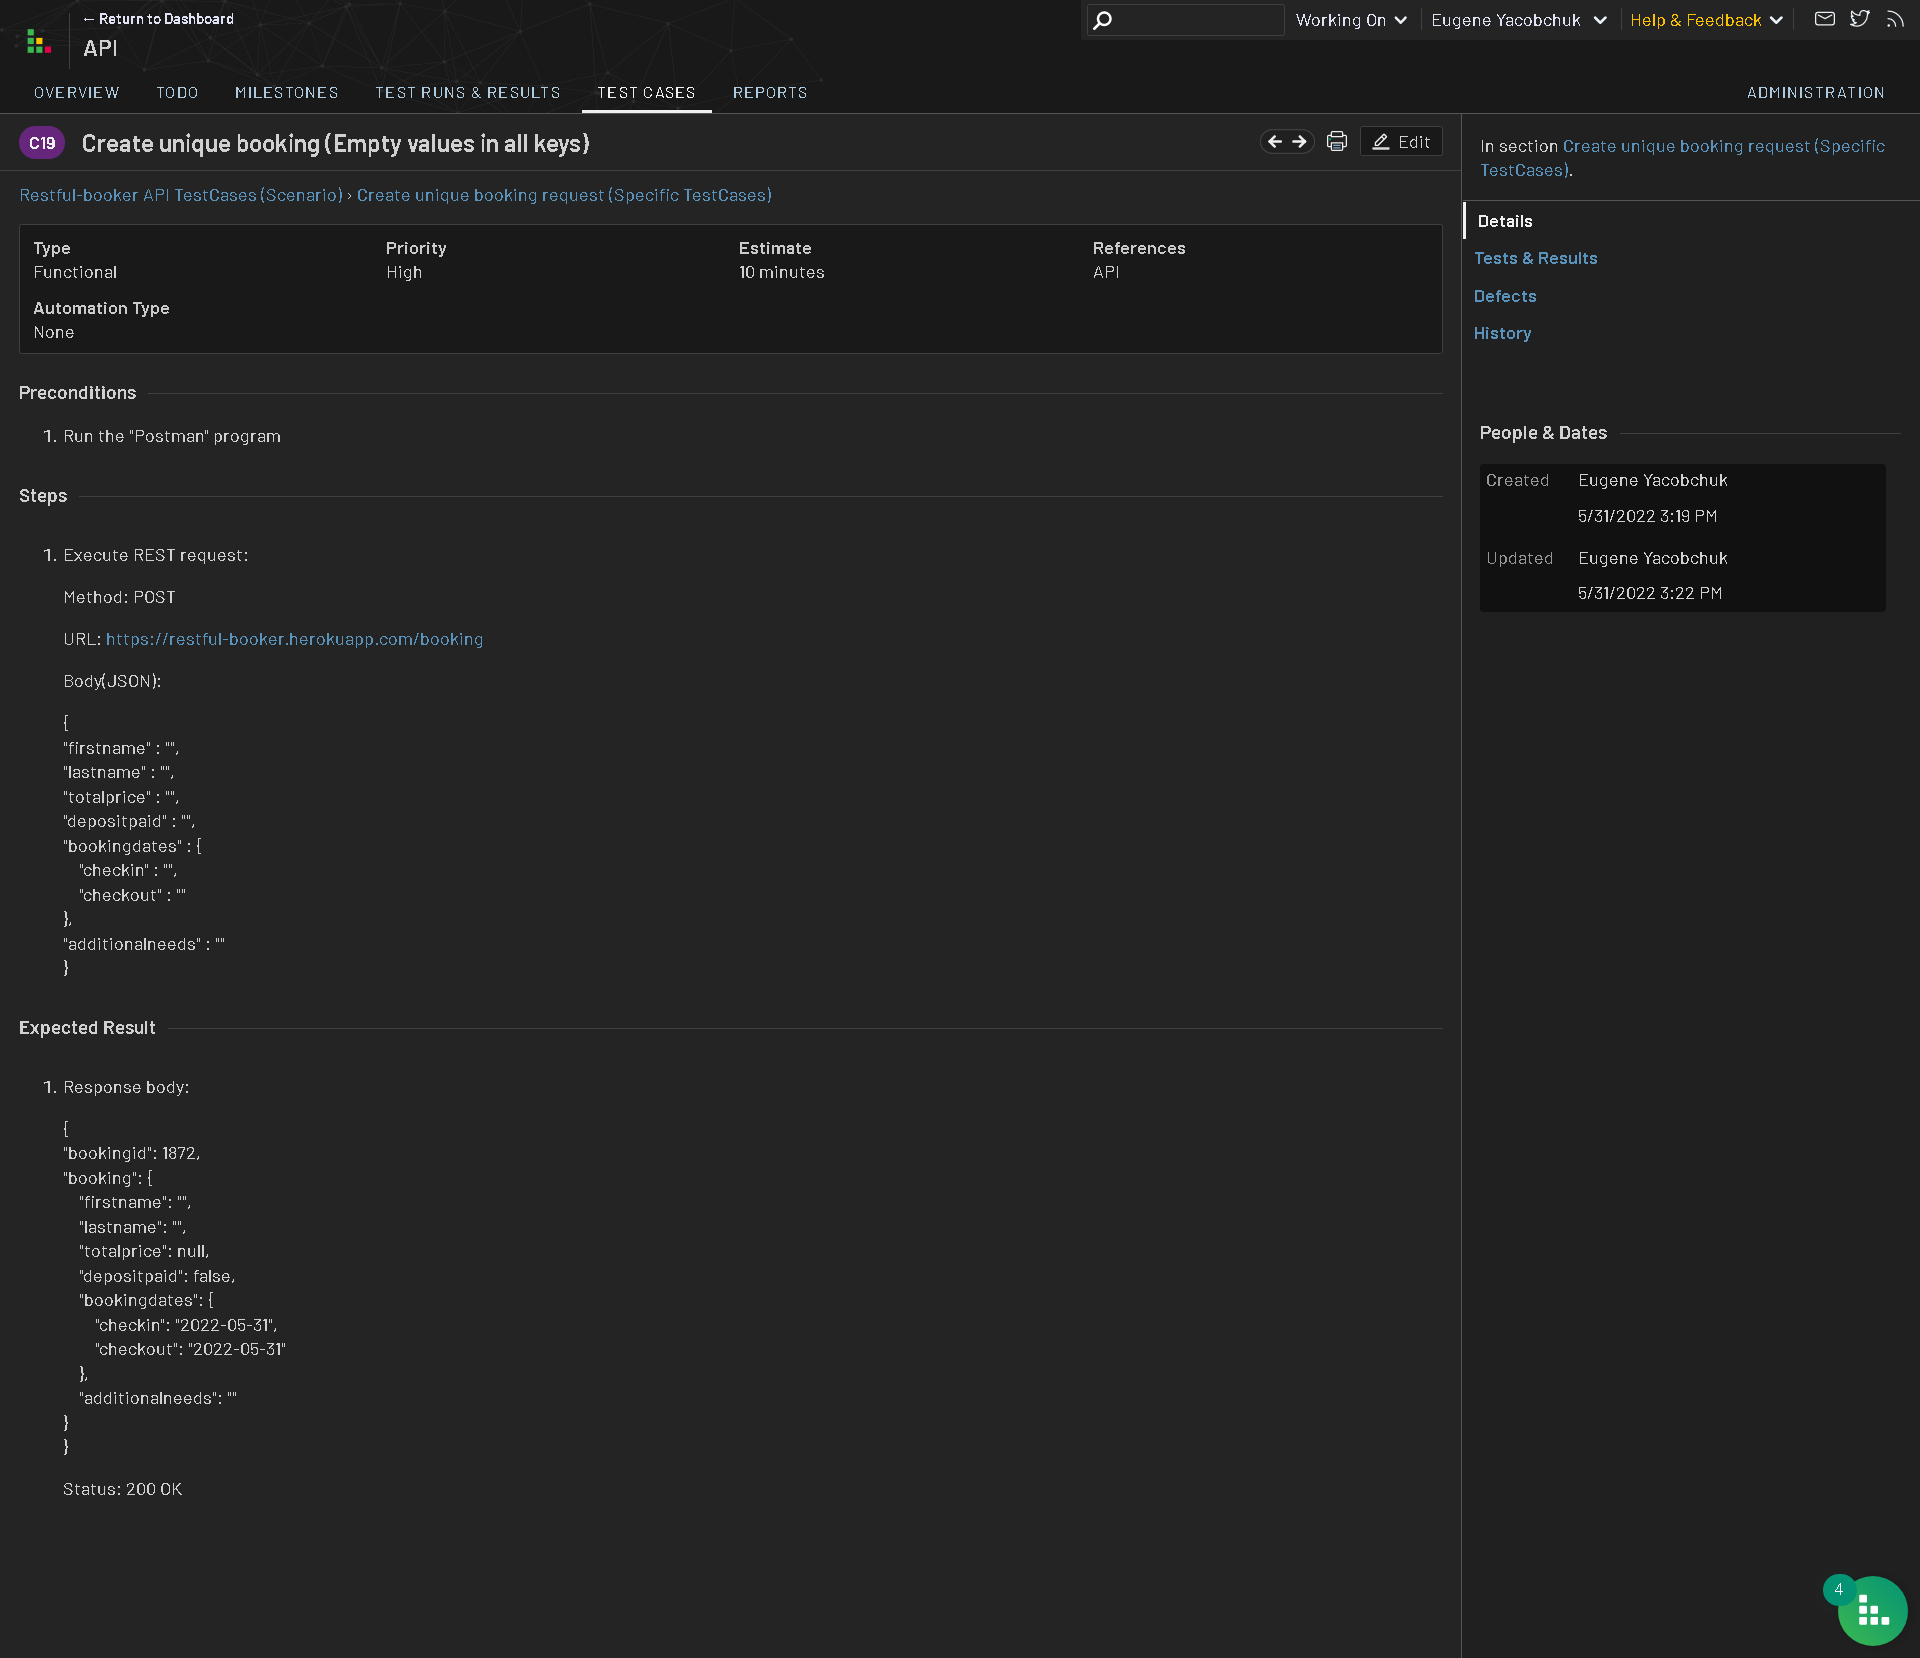 ← Return to Dashboard
API
Working On
Eugene Yacobchuk
Help & Feedback
OVERVIEW
TODO
MILESTONES
TEST RUNS & RESULTS
TEST CASES
REPORTS
ADMINISTRATION
C19
Create unique booking (Empty values in all keys)
Edit
Restful-booker API TestCases (Scenario) › Create unique booking request (Specific TestCases)
Type
Functional
Priority
High
Estimate
10 minutes
References
API
Automation Type
None
Preconditions
1. Run the "Postman" program
Steps
1. Execute REST request:
Method: POST
URL: https://restful-booker.herokuapp.com/booking
Body(JSON):
{
"firstname" : "",
"lastname" : "",
"totalprice" : "",
"depositpaid" : "",
"bookingdates" : {
"checkin" : "",
"checkout" : ""
},
"additionalneeds" : ""
}
Expected Result
1. Response body:
{
"bookingid": 1872,
"booking": {
"firstname": "",
"lastname": "",
"totalprice": null,
"depositpaid": false,
"bookingdates": {
"checkin": "2022-05-31",
"checkout": "2022-05-31"
},
"additionalneeds": ""
}
}
Status: 200 OK
In section Create unique booking request (Specific
TestCases).
Details
Tests & Results
Defects
History
People & Dates
Created
Eugene Yacobchuk
5/31/2022 3:19 PM
Updated
Eugene Yacobchuk
5/31/2022 3:22 PM
4